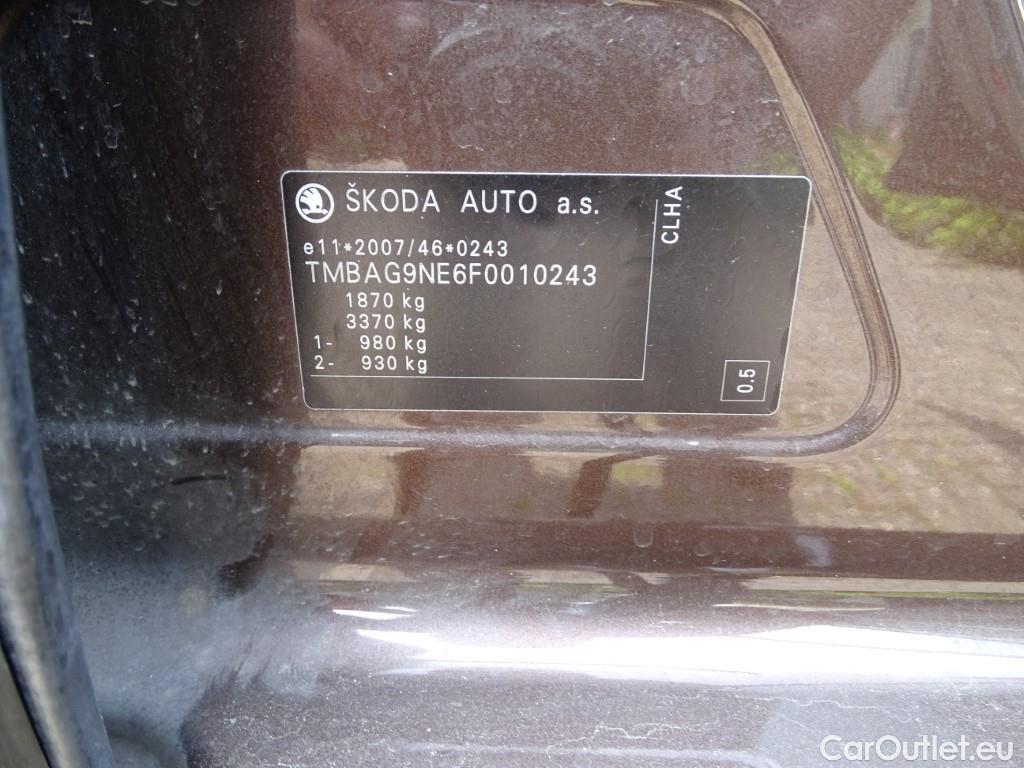 ŠKODA AUTO a.s.
e11*2007/46*0243
TMBAG9NE6F0010243
1870 kg
3370 kg
1- 980 kg
2- 930 kg
CLHA
0.5
CarOutlet.eu